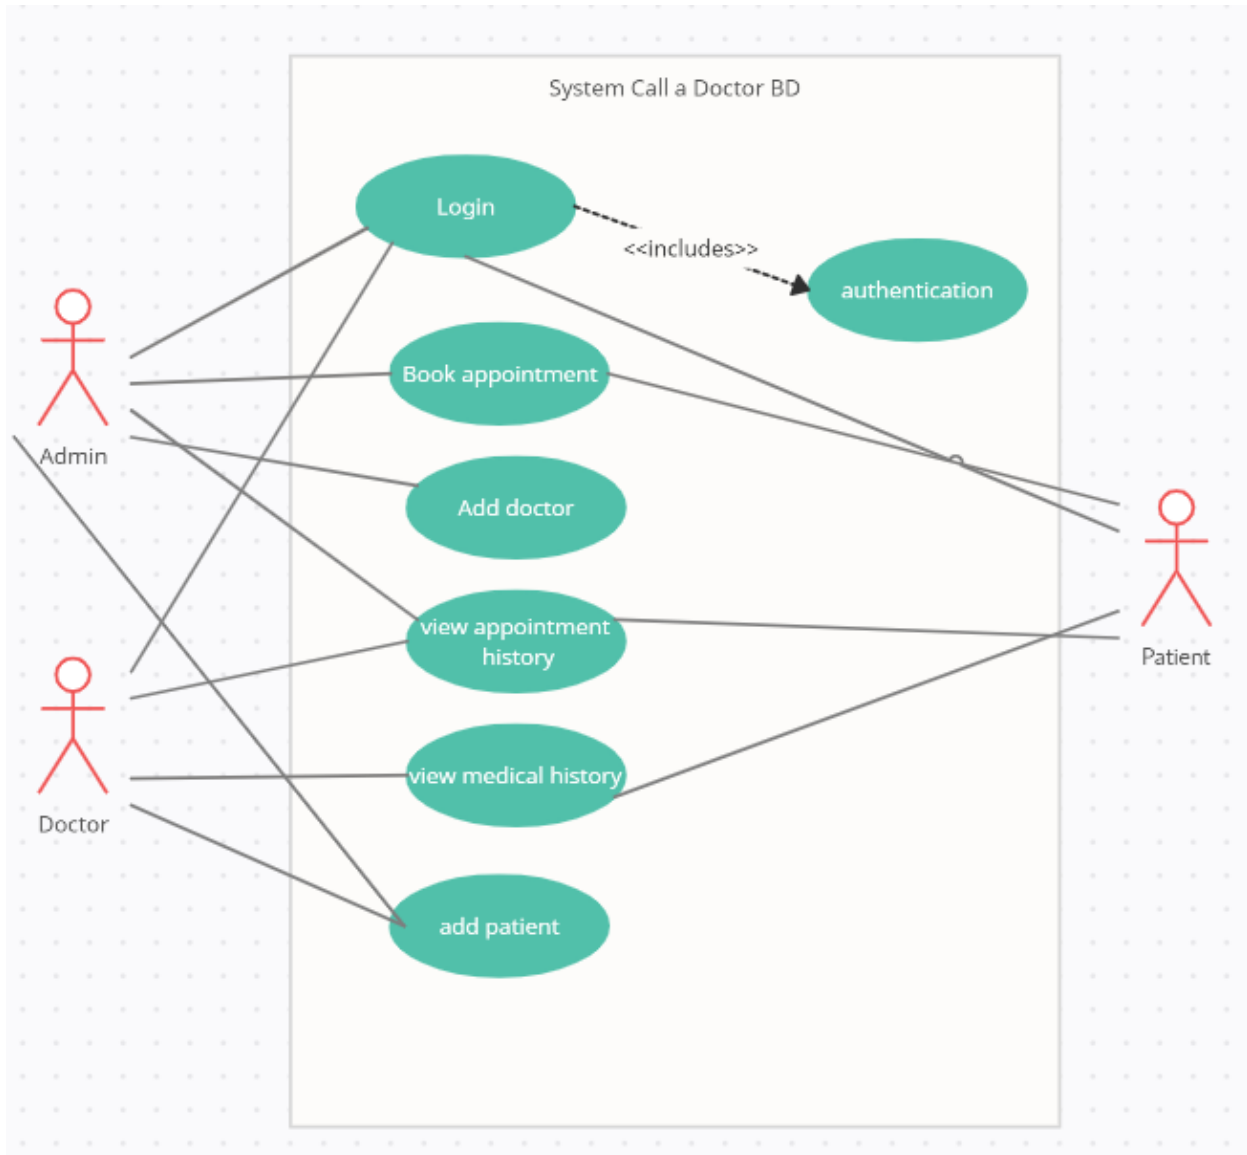 System Call a Doctor BD
Login
<<includes>>
authentication
Book appointment
Admin
Add doctor
view appointment
history
Patient
view medical history
Doctor
add patient